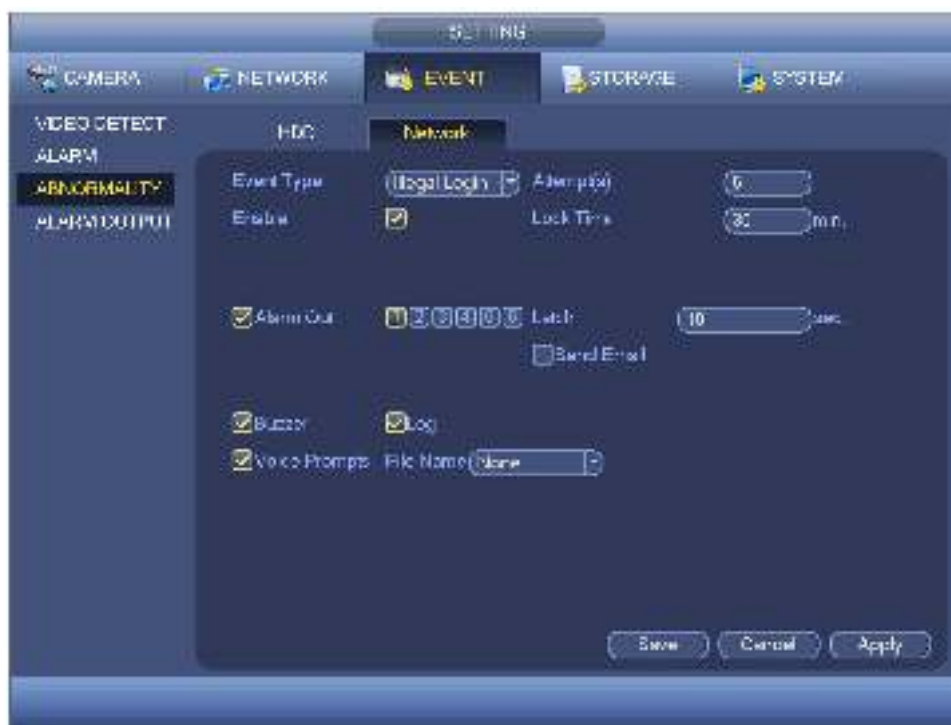 SETTING
CAMERA NETWORK EVENT STORAGE SYSTEM
VIDEO DETECT
ALARM
ABNORMALITY
ALARM OUTPUT
HDD Network
Event Type Illegal Login Attempt(s)
Enable Lock Time 30 min.
Alarm Out 1 2 3 4 5 6 Latch 10 sec.
Send Email
Buzzer Log
Voice Prompts File Name None
Save Cancel Apply